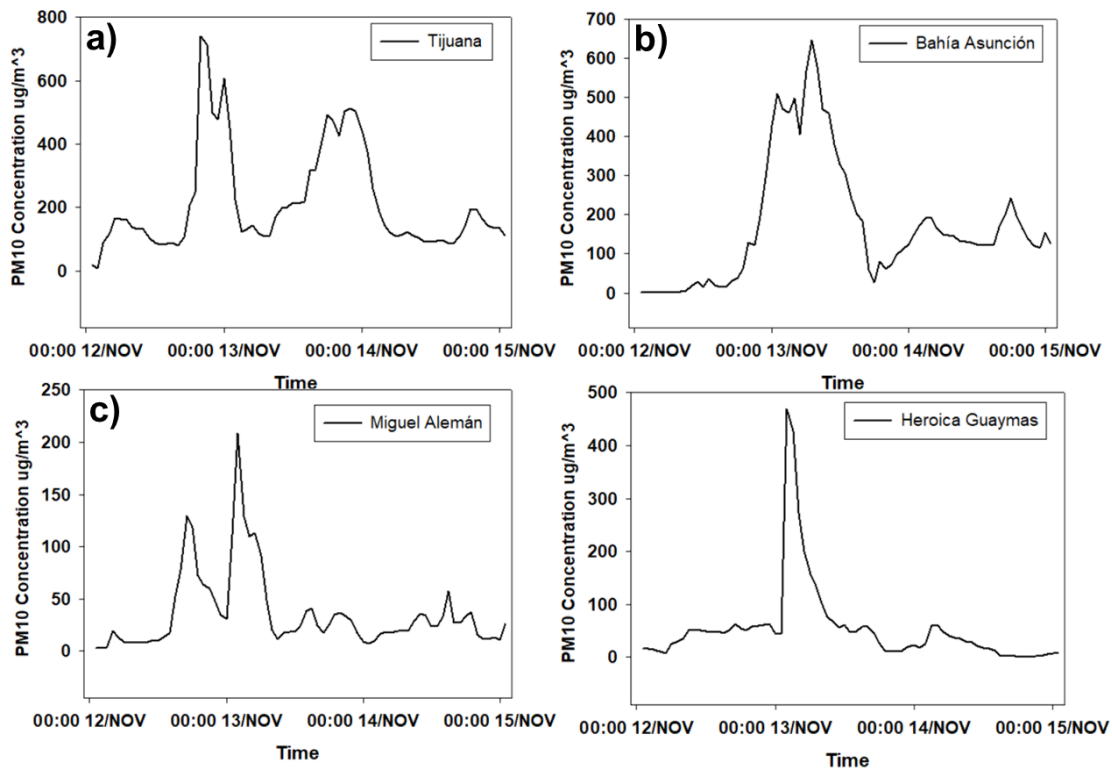 a)
Tijuana
PM10 Concentration ug/m^3
800
600
400
200
0
00:00 12/NOV 00:00 13/NOV 00:00 14/NOV 00:00 15/NOV
Time
b)
Bahía Asunción
PM10 Concentration ug/m^3
700
600
500
400
300
200
100
0
00:00 12/NOV 00:00 13/NOV 00:00 14/NOV 00:00 15/NOV
Time
c)
Miguel Alemán
PM10 Concentration ug/m^3
250
200
150
100
50
0
00:00 12/NOV 00:00 13/NOV 00:00 14/NOV 00:00 15/NOV
Time
Heroica Guaymas
PM10 Concentration ug/m^3
500
400
300
200
100
0
00:00 12/NOV 00:00 13/NOV 00:00 14/NOV 00:00 15/NOV
Time